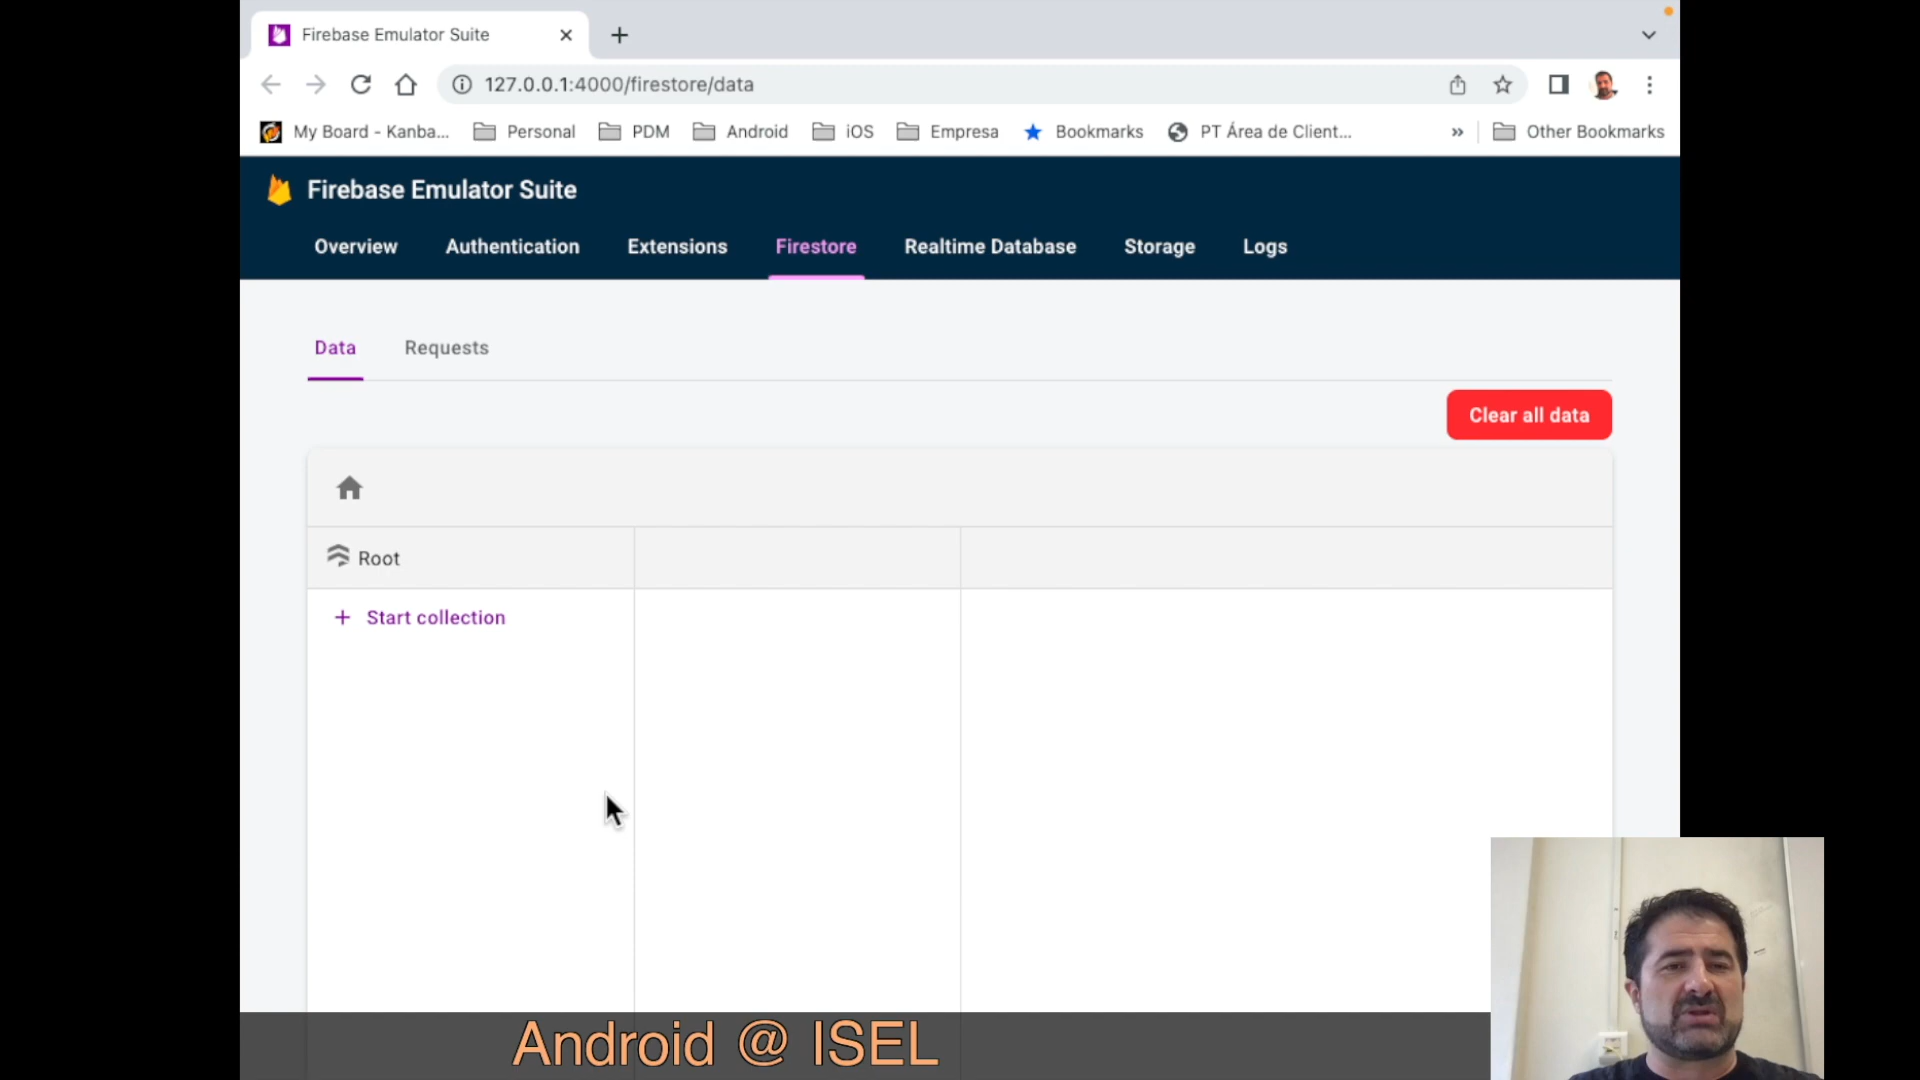 Firebase Emulator Suite
127.0.0.1:4000/firestore/data
My Board - Kanba... Personal PDM Android iOS Empresa Bookmarks PT Área de Client... » Other Bookmarks
Firebase Emulator Suite
Overview Authentication Extensions Firestore Realtime Database Storage Logs
Data Requests
Clear all data
Root
+ Start collection
Android @ ISEL